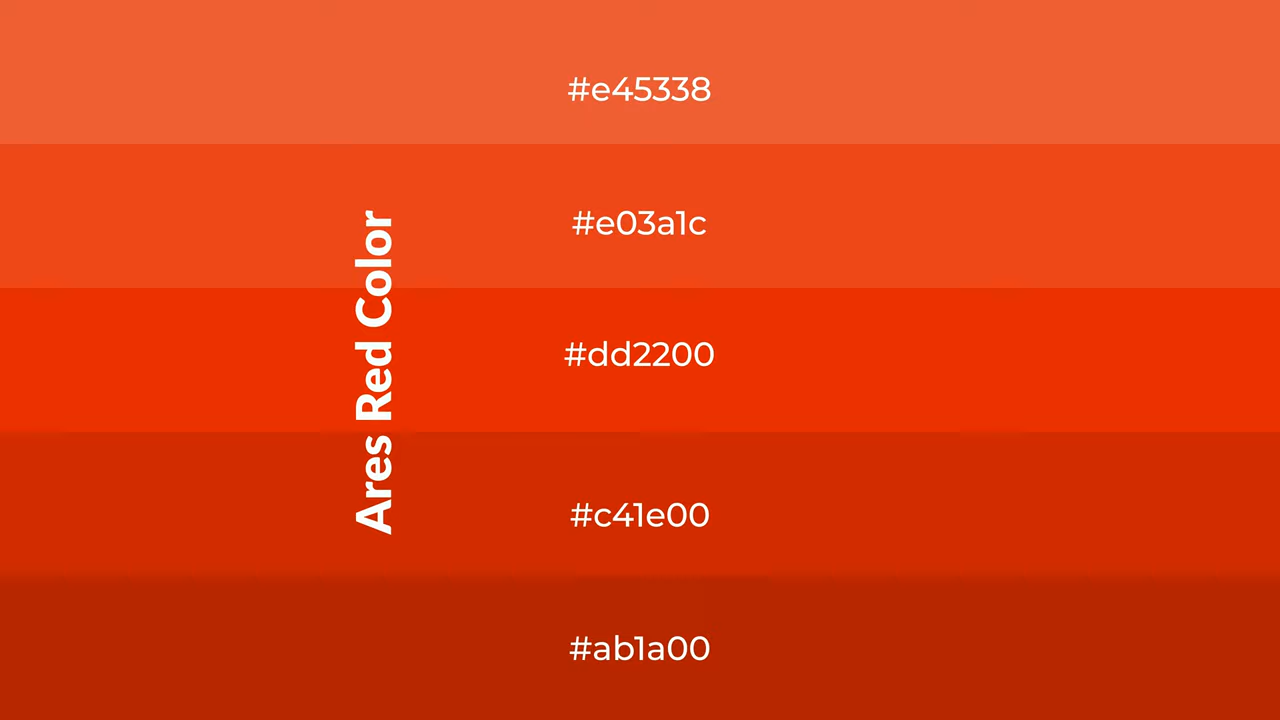 Ares Red Color
#e45338
#e03a1c
#dd2200
#c41e00
#ab1a00